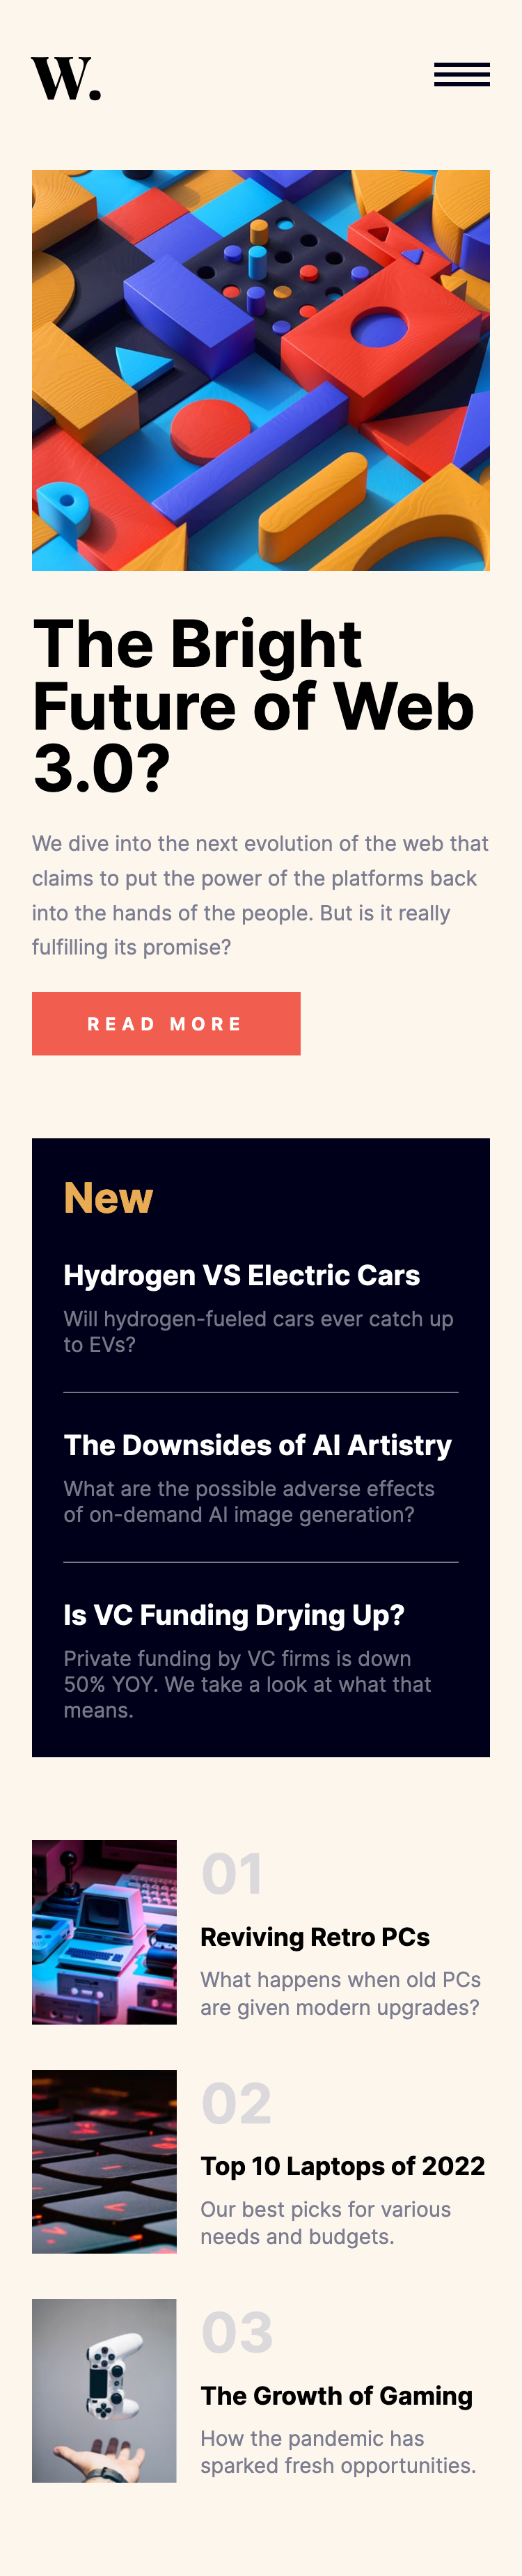 W.
The Bright
Future of Web
3.0?
We dive into the next evolution of the web that
claims to put the power of the platforms back
into the hands of the people. But is it really
fulfilling its promise?
READ MORE
New
Hydrogen VS Electric Cars
Will hydrogen-fueled cars ever catch up
to EVs?
The Downsides of AI Artistry
What are the possible adverse effects
of on-demand AI image generation?
Is VC Funding Drying Up?
Private funding by VC firms is down
50% YOY. We take a look at what that
means.
01
Reviving Retro PCs
What happens when old PCs
are given modern upgrades?
02
Top 10 Laptops of 2022
Our best picks for various
needs and budgets.
03
The Growth of Gaming
How the pandemic has
sparked fresh opportunities.